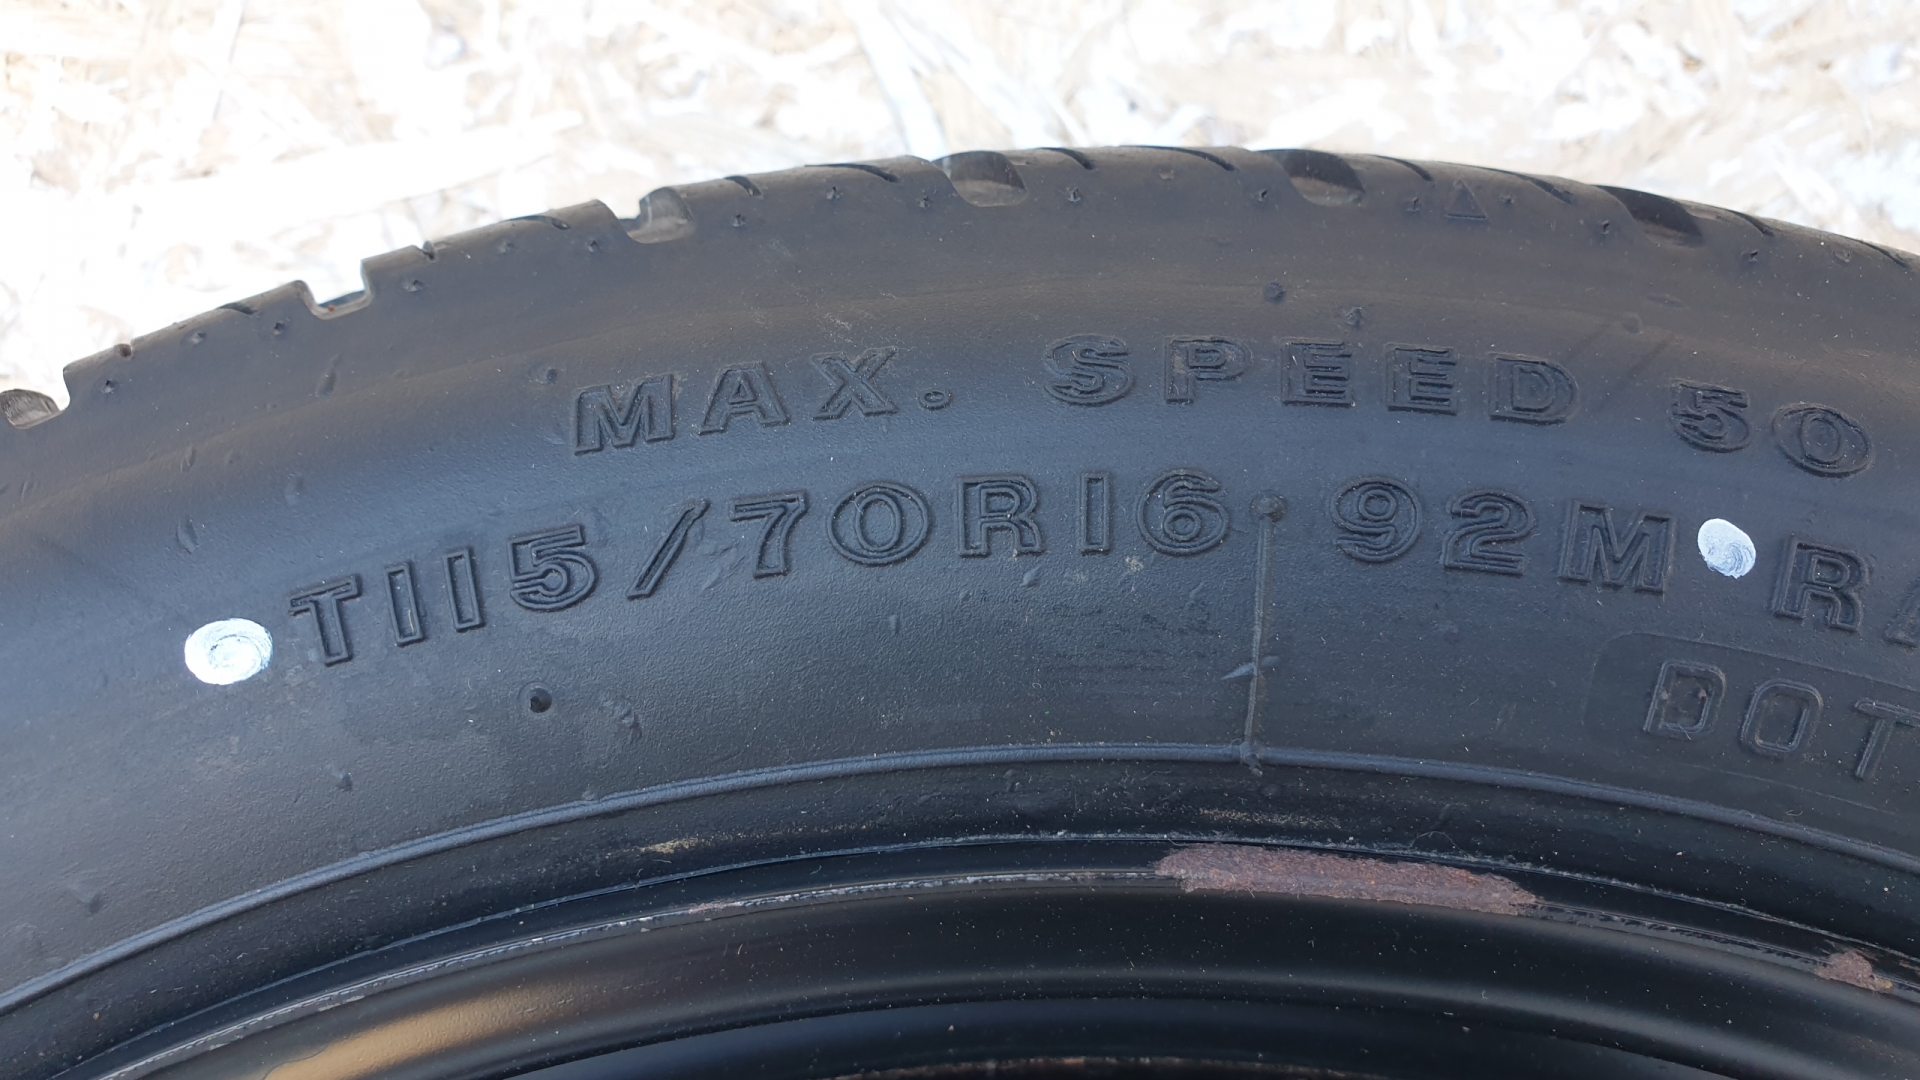 MAX. SPEED 50
T115/70R16 92M
DOT